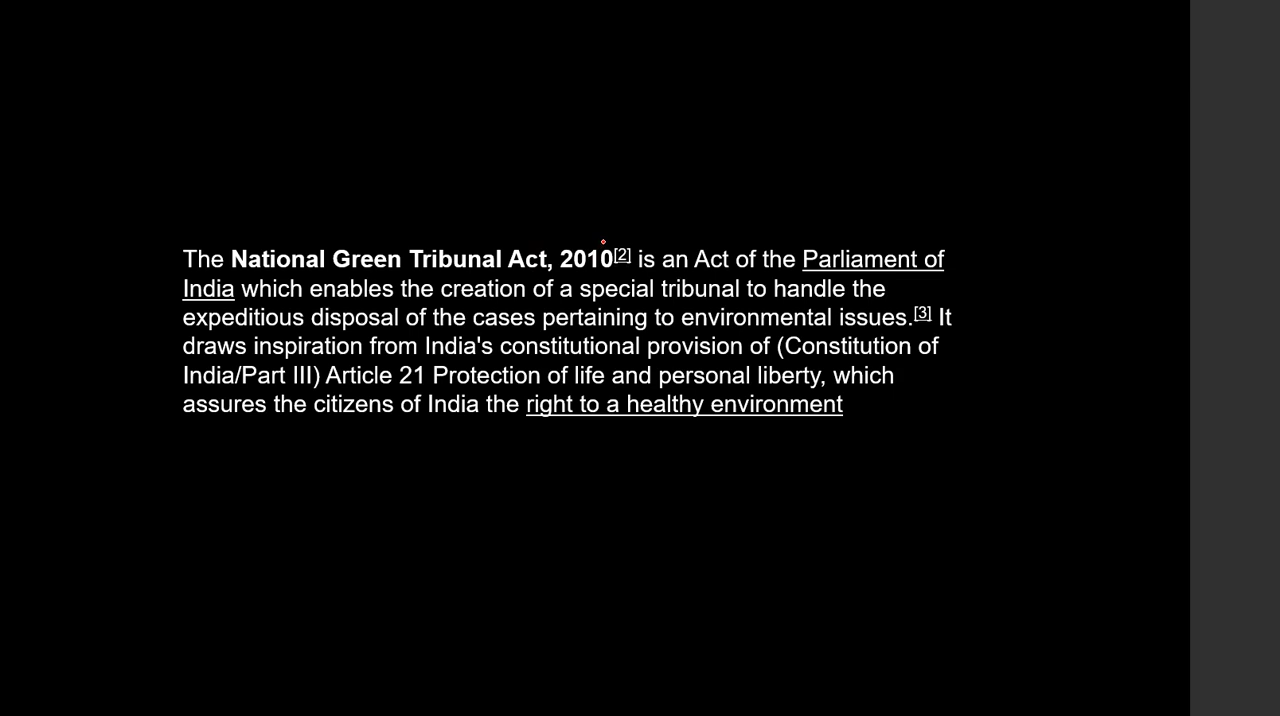 The National Green Tribunal Act, 2010[2] is an Act of the Parliament of
India which enables the creation of a special tribunal to handle the
expeditious disposal of the cases pertaining to environmental issues.[3] It
draws inspiration from India's constitutional provision of (Constitution of
India/Part III) Article 21 Protection of life and personal liberty, which
assures the citizens of India the right to a healthy environment